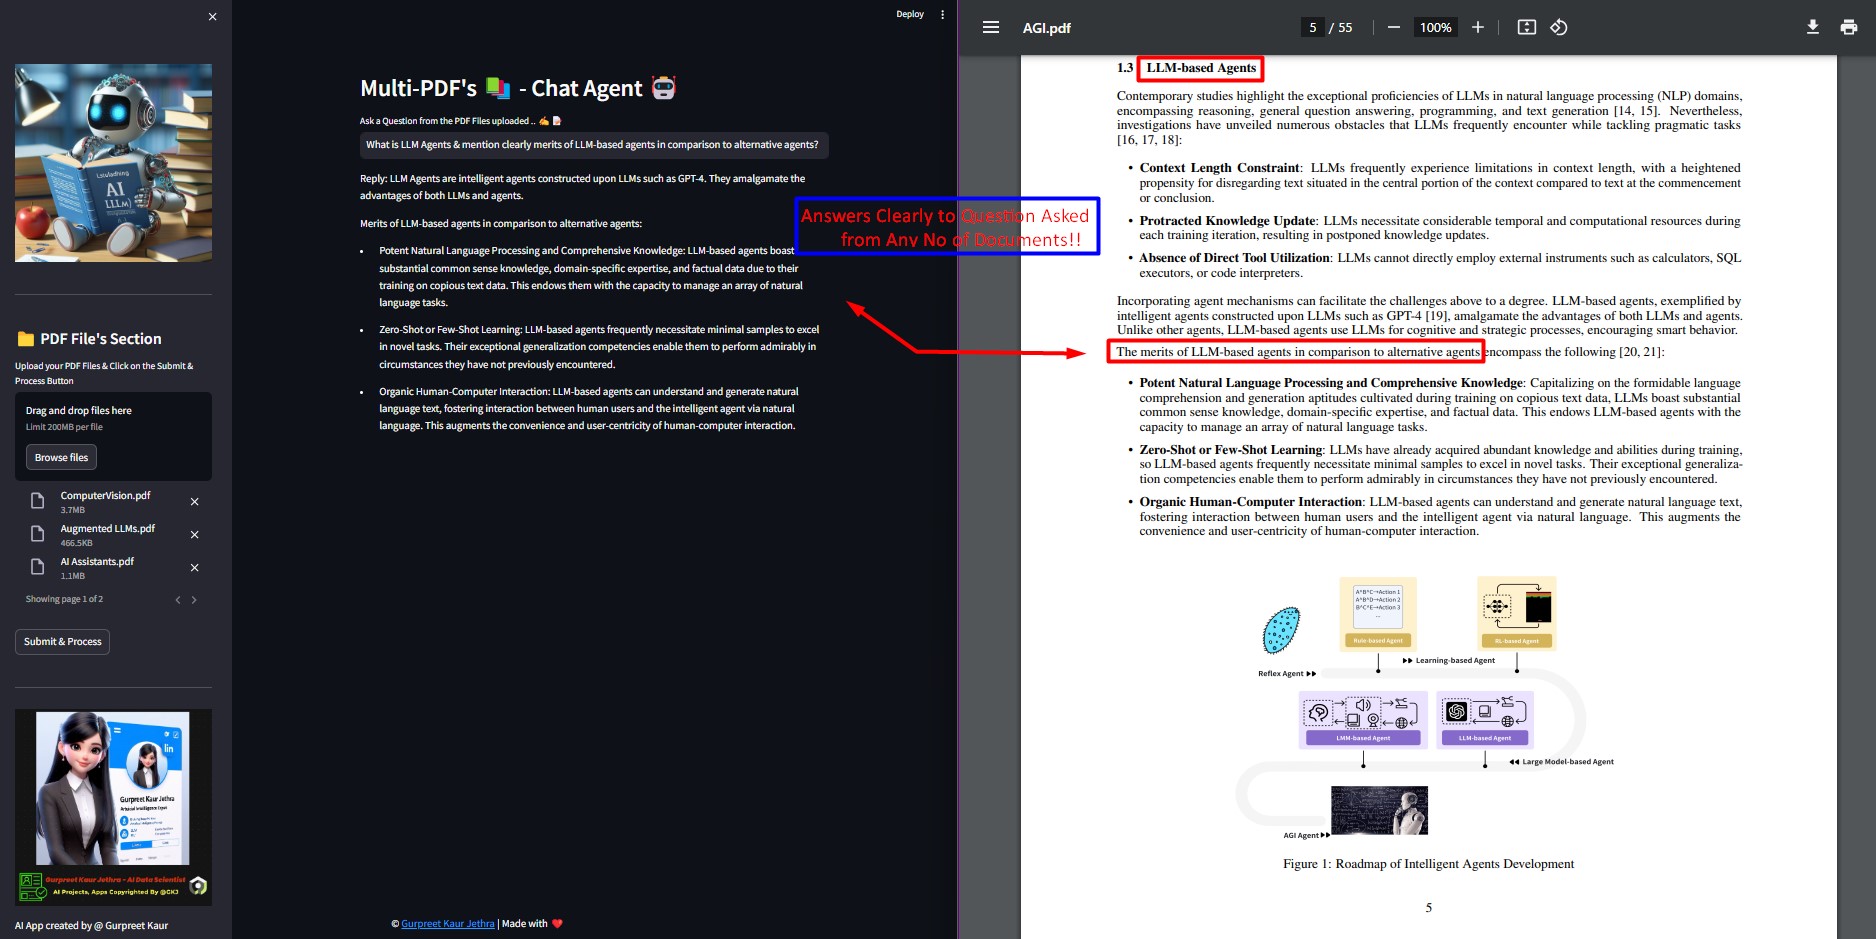 Lstuladhing
AI
LLLM)
PDF File's Section
Upload your PDF Files & Click on the Submit &
Process Button
Drag and drop files here
Limit 200MB per file
Browse files
ComputerVision.pdf
3.7MB
Augmented LLMs.pdf
466.5KB
AI Assistants.pdf
1.1MB
Showing page 1 of 2
Submit & Process
lin
Gurpreet Kaur Jethra
Gurpreet Kaur Jethra - AI Data Scientist
AI Projects, Apps Copyrighted By @GKJ
AI App created by @ Gurpreet Kaur
Deploy
Multi-PDF's - Chat Agent
Ask a Question from the PDF Files uploaded ..
What is LLM Agents & mention clearly merits of LLM-based agents in comparison to alternative agents?
Reply: LLM Agents are intelligent agents constructed upon LLMs such as GPT-4. They amalgamate the
advantages of both LLMs and agents.
Merits of LLM-based agents in comparison to alternative agents:
• Potent Natural Language Processing and Comprehensive Knowledge: LLM-based agents boast
substantial common sense knowledge, domain-specific expertise, and factual data due to their
training on copious text data. This endows them with the capacity to manage an array of natural
language tasks.
• Zero-Shot or Few-Shot Learning: LLM-based agents frequently necessitate minimal samples to excel
in novel tasks. Their exceptional generalization competencies enable them to perform admirably in
circumstances they have not previously encountered.
• Organic Human-Computer Interaction: LLM-based agents can understand and generate natural
language text, fostering interaction between human users and the intelligent agent via natural
language. This augments the convenience and user-centricity of human-computer interaction.
© Gurpreet Kaur Jethra | Made with
Answers Clearly to Question Asked
from Any No of Documents!!
AGI.pdf
5 / 55
100%
1.3 LLM-based Agents
Contemporary studies highlight the exceptional proficiencies of LLMs in natural language processing (NLP) domains,
encompassing reasoning, general question answering, programming, and text generation [14, 15]. Nevertheless,
investigations have unveiled numerous obstacles that LLMs frequently encounter while tackling pragmatic tasks
[16, 17, 18]:
• Context Length Constraint: LLMs frequently experience limitations in context length, with a heightened
propensity for disregarding text situated in the central portion of the context compared to text at the commencement
or conclusion.
• Protracted Knowledge Update: LLMs necessitate considerable temporal and computational resources during
each training iteration, resulting in postponed knowledge updates.
• Absence of Direct Tool Utilization: LLMs cannot directly employ external instruments such as calculators, SQL
executors, or code interpreters.
Incorporating agent mechanisms can facilitate the challenges above to a degree. LLM-based agents, exemplified by
intelligent agents constructed upon LLMs such as GPT-4 [19], amalgamate the advantages of both LLMs and agents.
Unlike other agents, LLM-based agents use LLMs for cognitive and strategic processes, encouraging smart behavior.
The merits of LLM-based agents in comparison to alternative agents encompass the following [20, 21]:
• Potent Natural Language Processing and Comprehensive Knowledge: Capitalizing on the formidable language
comprehension and generation aptitudes cultivated during training on copious text data, LLMs boast substantial
common sense knowledge, domain-specific expertise, and factual data. This endows LLM-based agents with the
capacity to manage an array of natural language tasks.
• Zero-Shot or Few-Shot Learning: LLMs have already acquired abundant knowledge and abilities during training,
so LLM-based agents frequently necessitate minimal samples to excel in novel tasks. Their exceptional generaliza-
tion competencies enable them to perform admirably in circumstances they have not previously encountered.
• Organic Human-Computer Interaction: LLM-based agents can understand and generate natural language text,
fostering interaction between human users and the intelligent agent via natural language. This augments the
convenience and user-centricity of human-computer interaction.
A^B^C→Action 1
A^B^D→Action 2
B^C^E→Action 3
...
Rule-based Agent
RL-based Agent
Learning-based Agent
Reflex Agent
LMM-based Agent
LLM-based Agent
Large Model-based Agent
AGI Agent
Figure 1: Roadmap of Intelligent Agents Development
5